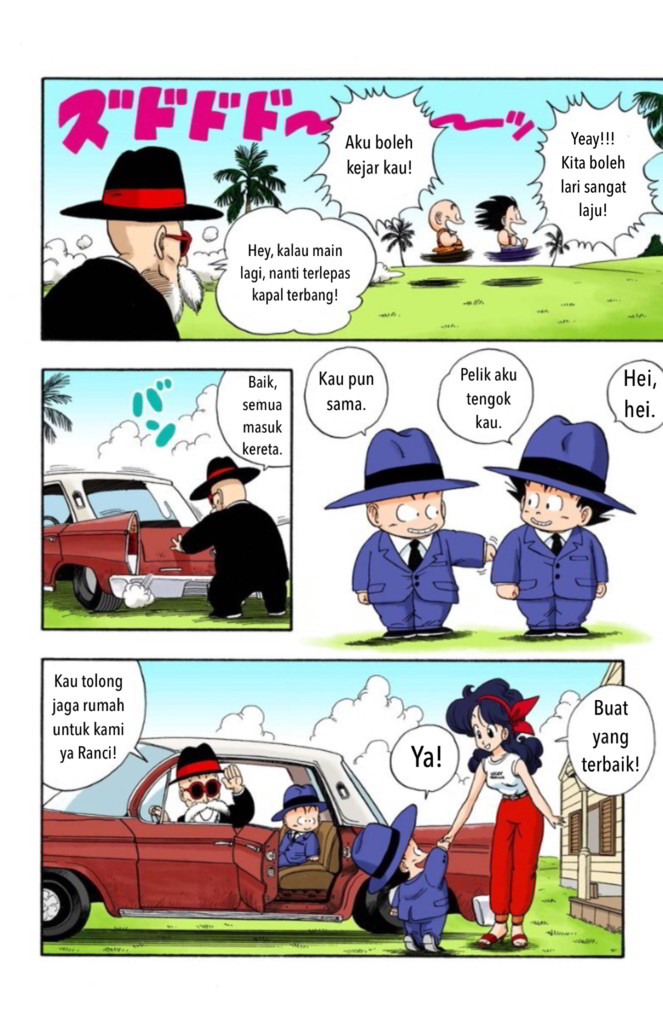 ズドドド〜〜ッ
Yeay!!!
Kita boleh
lari sangat
laju!
Aku boleh
kejar kau!
Hey, kalau main
lagi, nanti terlepas
kapal terbang!
Hei,
hei.
Pelik aku
tengok
kau.
Kau pun
sama.
Baik,
semua
masuk
kereta.
バン
Buat
yang
terbaik!
Ya!
Kau tolong
jaga rumah
untuk kami
ya Ranci!